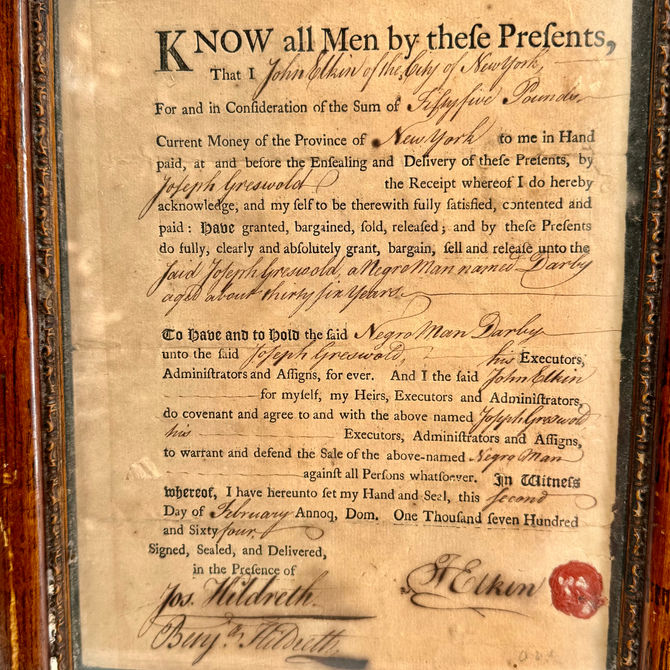 KNOW all Men by theſe Preſents,
That I John Elkin of the City of New York,
For and in Conſideration of the Sum of Fifty five Pounds
Current Money of the Province of New York to me in Hand
paid, at and before the Enſealing and Delivery of theſe Preſents, by
Joſeph Greswold the Receipt whereof I do hereby
acknowledge, and my ſelf to be therewith fully ſatisfied, contented and
paid: Have granted, bargained, ſold, releaſed; and by theſe Preſents
do fully, clearly and abſolutely grant, bargain, ſell and releaſe unto the
ſaid Joſeph Greswold, a Negro Man named Darby
aged about thirty ſix Years.
To Have and to Hold the ſaid Negro Man Darby
unto the ſaid Joſeph Greswold, his Executors,
Adminiſtrators and Aſſigns, for ever. And I the ſaid John Elkin
for myſelf, my Heirs, Executors and Adminiſtrators,
do covenant and agree to and with the above named Joſeph Greswold
his Executors, Adminiſtrators and Aſſigns,
to warrant and defend the Sale of the above-named Negro Man
againſt all Perſons whatſoever. In Witneſs
whereof, I have hereunto ſet my Hand and Seal, this ſecond
Day of February Annoq, Dom. One Thouſand ſeven Hundred
and Sixty four
Signed, Sealed, and Delivered,
in the Preſence of
Jos. Hildreth.
Benj.a Hildreth
Elkin